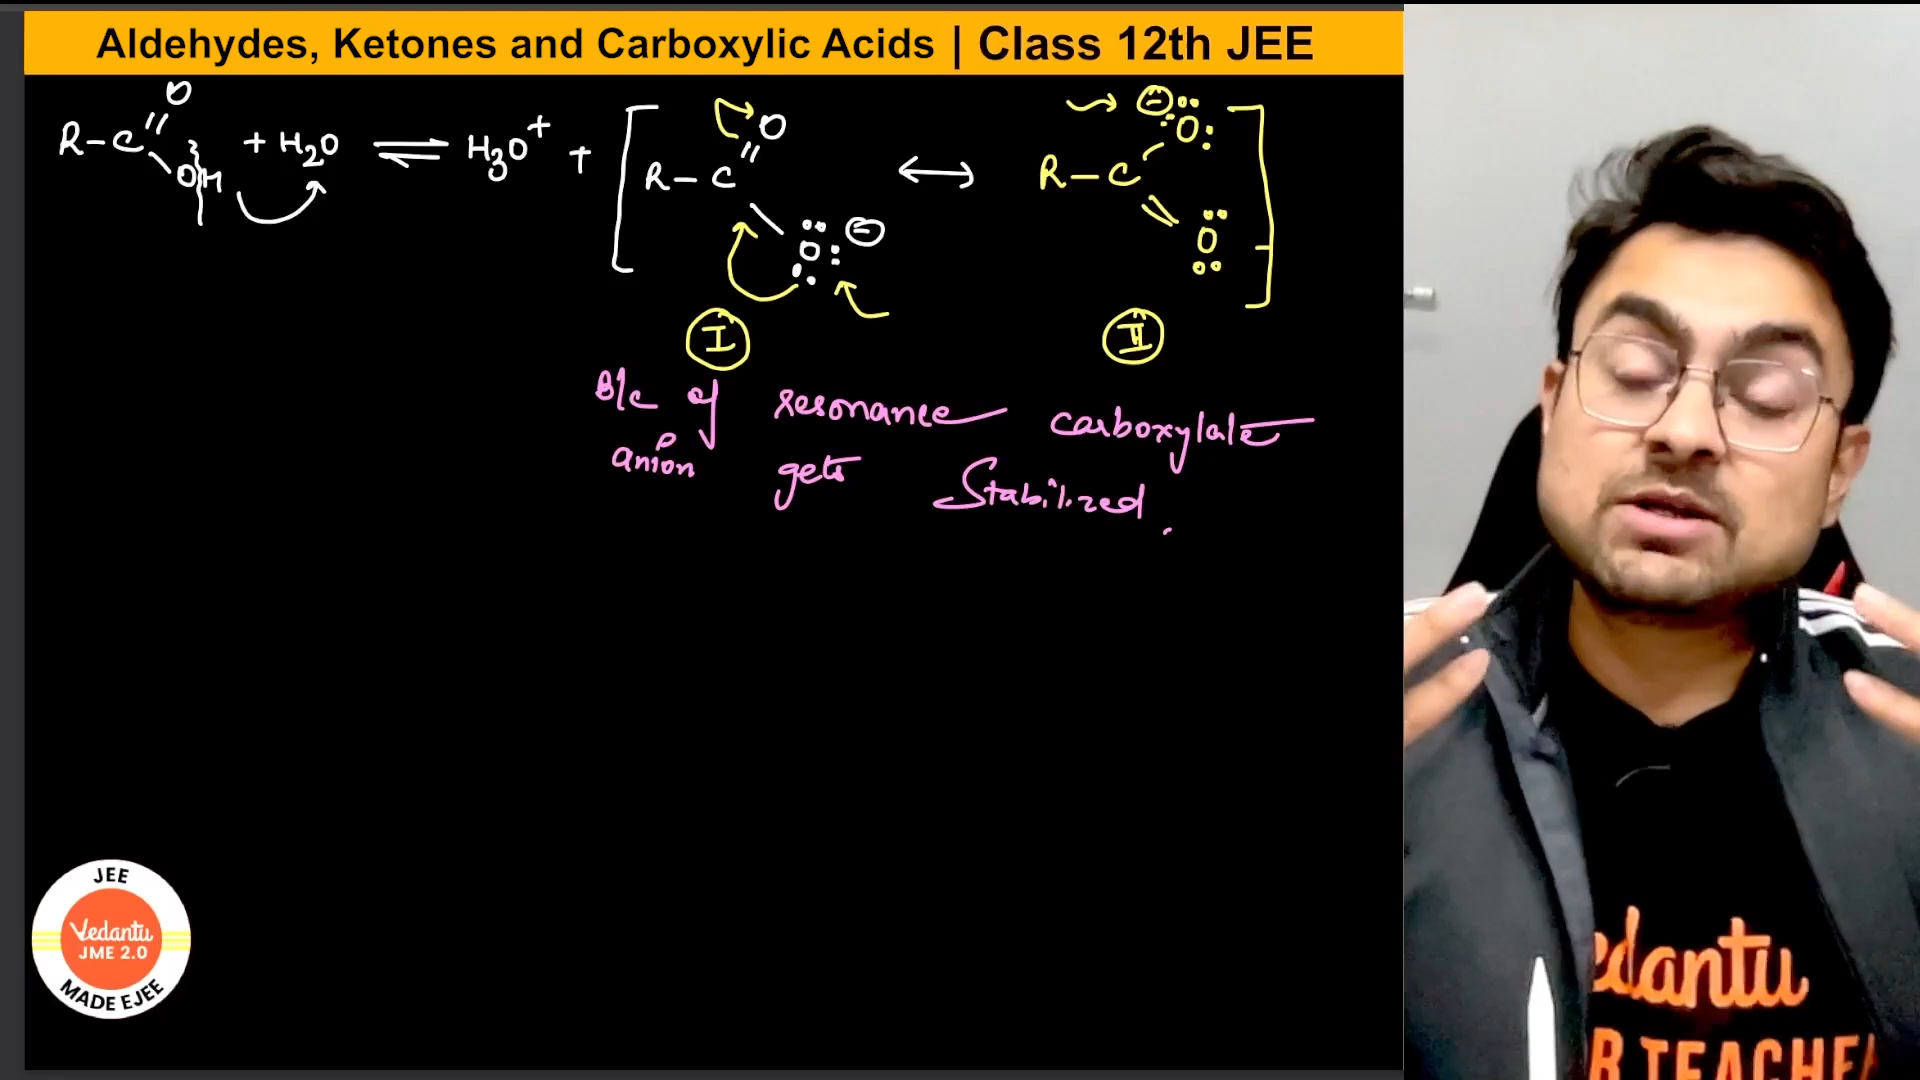 Aldehydes, Ketones and Carboxylic Acids | Class 12th JEE
R-C=O OH + H2O ⇌ H3O+ + [R-C=O O⊖ ↔ R-C O⊖ =O]
I II
B/c of resonance carboxylate
anion gets Stabilized.
JEE
Vedantu
JME 2.0
MADE EJEE
edantu
R TEACHE